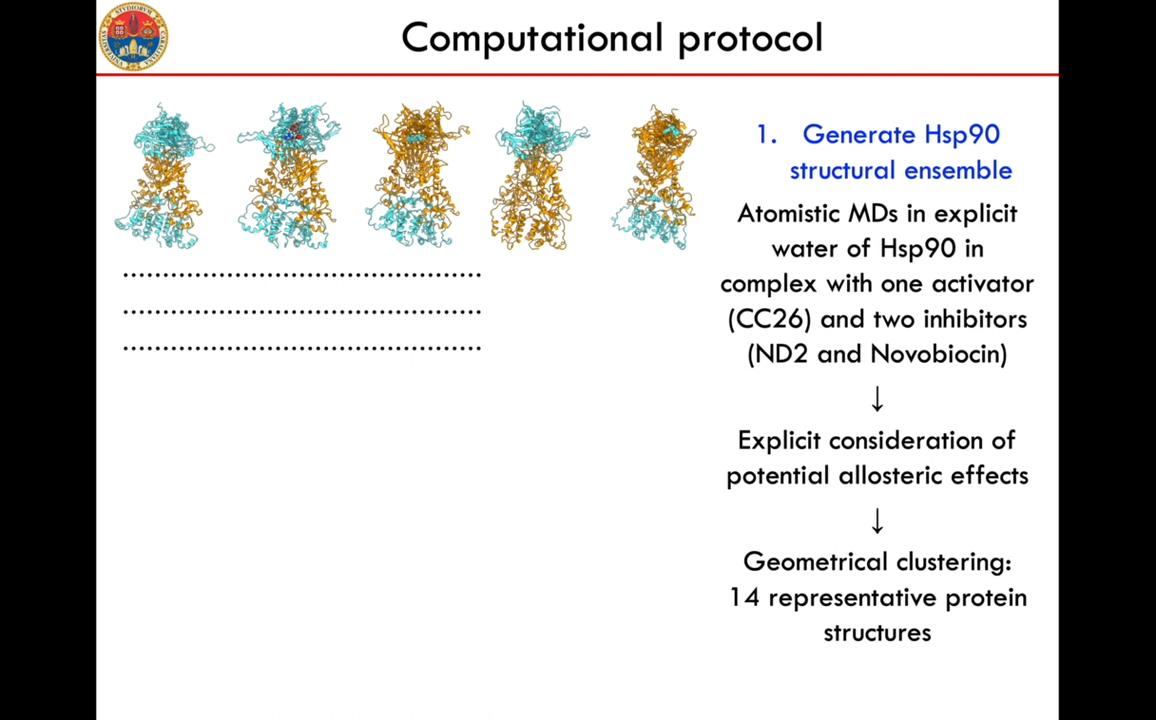 Computational protocol
1. Generate Hsp90
structural ensemble
Atomistic MDs in explicit
water of Hsp90 in
complex with one activator
(CC26) and two inhibitors
(ND2 and Novobiocin)
↓
Explicit consideration of
potential allosteric effects
↓
Geometrical clustering:
14 representative protein
structures